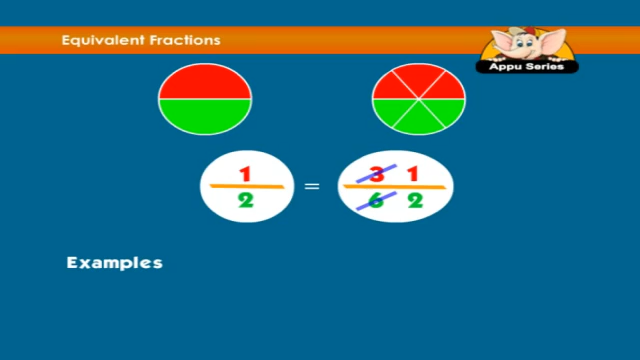 Equivalent Fractions
Appu Series
1 = 3 1
2 6 2
Examples